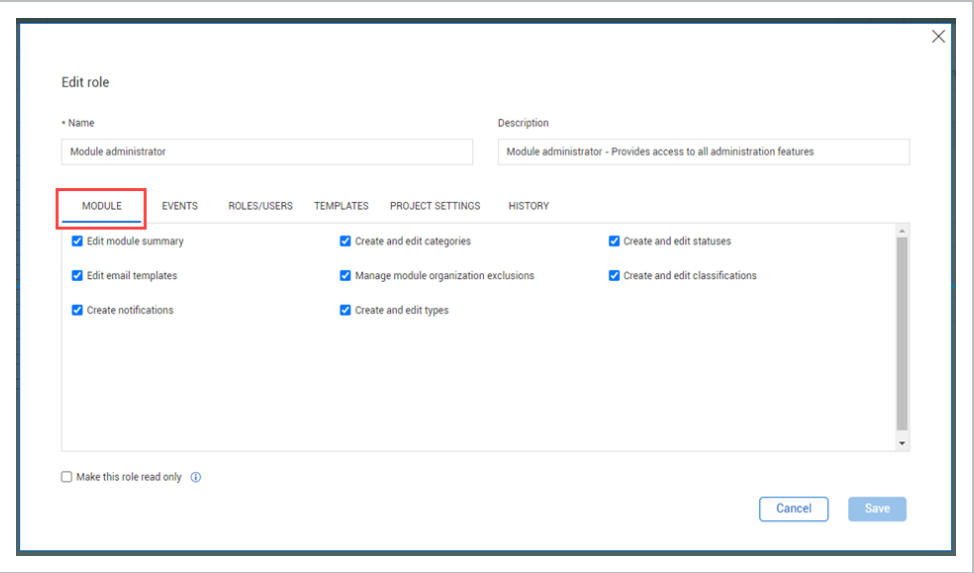 Edit role
* Name
Description
Module administrator
Module administrator - Provides access to all administration features
MODULE EVENTS ROLES/USERS TEMPLATES PROJECT SETTINGS HISTORY
Edit module summary
Create and edit categories
Create and edit statuses
Edit email templates
Manage module organization exclusions
Create and edit classifications
Create notifications
Create and edit types
Make this role read only
Cancel
Save